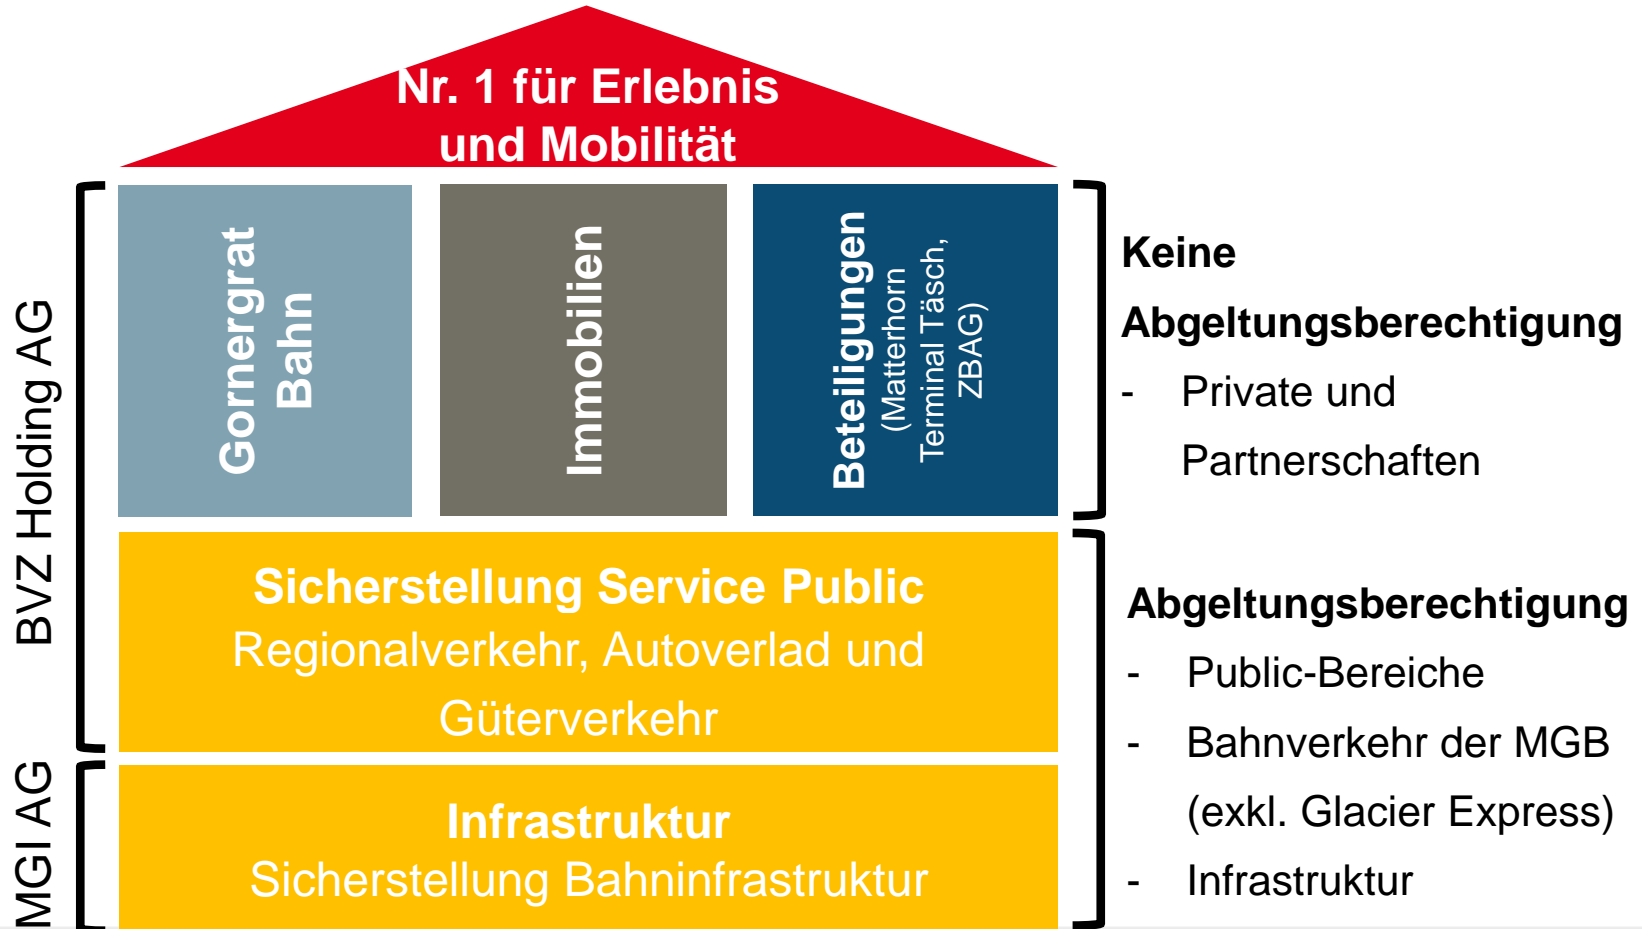 Nr. 1 für Erlebnis
und Mobilität
BVZ Holding AG
Gornergrat
Bahn
Immobilien
Beteiligungen
(Matterhorn
Terminal Täsch,
ZBAG)
Keine
Abgeltungsberechtigung
- Private und
Partnerschaften
Sicherstellung Service Public
Regionalverkehr, Autoverlad und
Güterverkehr
MGI AG
Infrastruktur
Sicherstellung Bahninfrastruktur
Abgeltungsberechtigung
- Public-Bereiche
- Bahnverkehr der MGB
(exkl. Glacier Express)
- Infrastruktur